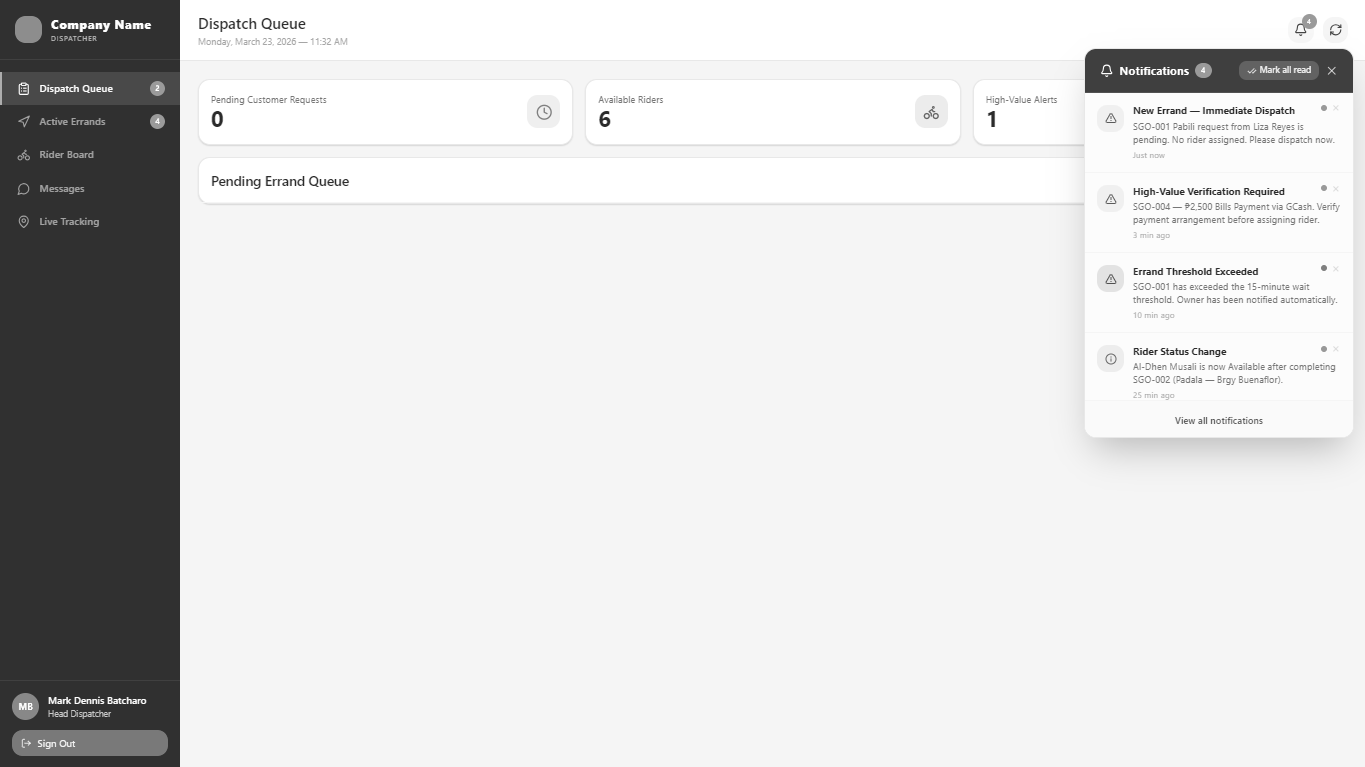 Company Name
DISPATCHER
Dispatch Queue
2
Active Errands
4
Rider Board
Messages
Live Tracking
Mark Dennis Batcharo
MB
Head Dispatcher
Sign Out
Dispatch Queue
Monday, March 23, 2026 — 11:32 AM
4
Pending Customer Requests
0
Available Riders
6
High-Value Alerts
1
Pending Errand Queue
Notifications
4
Mark all read
New Errand — Immediate Dispatch
SGO-001 Pabili request from Liza Reyes is
pending. No rider assigned. Please dispatch now.
Just now
High-Value Verification Required
SGO-004 — ₱2,500 Bills Payment via GCash. Verify
payment arrangement before assigning rider.
3 min ago
Errand Threshold Exceeded
SGO-001 has exceeded the 15-minute wait
threshold. Owner has been notified automatically.
10 min ago
Rider Status Change
Al-Dhen Musali is now Available after completing
SGO-002 (Padala — Brgy Buenaflor).
25 min ago
View all notifications